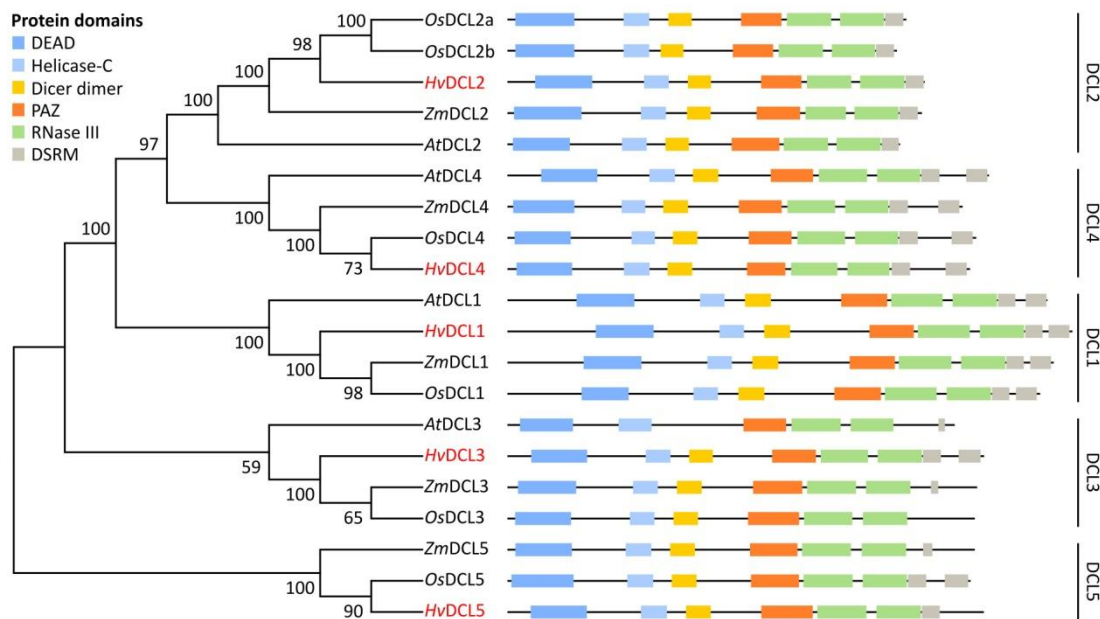 Protein domains
DEAD
Helicase-C
Dicer dimer
PAZ
RNase III
DSRM
100
98
100
100
97
100
100
73
100
100
100
98
59
100
65
100
90
OsDCL2a
OsDCL2b
HvDCL2
ZmDCL2
AtDCL2
AtDCL4
ZmDCL4
OsDCL4
HvDCL4
AtDCL1
HvDCL1
ZmDCL1
OsDCL1
AtDCL3
HvDCL3
ZmDCL3
OsDCL3
ZmDCL5
OsDCL5
HvDCL5
DCL2
DCL4
DCL1
DCL3
DCL5